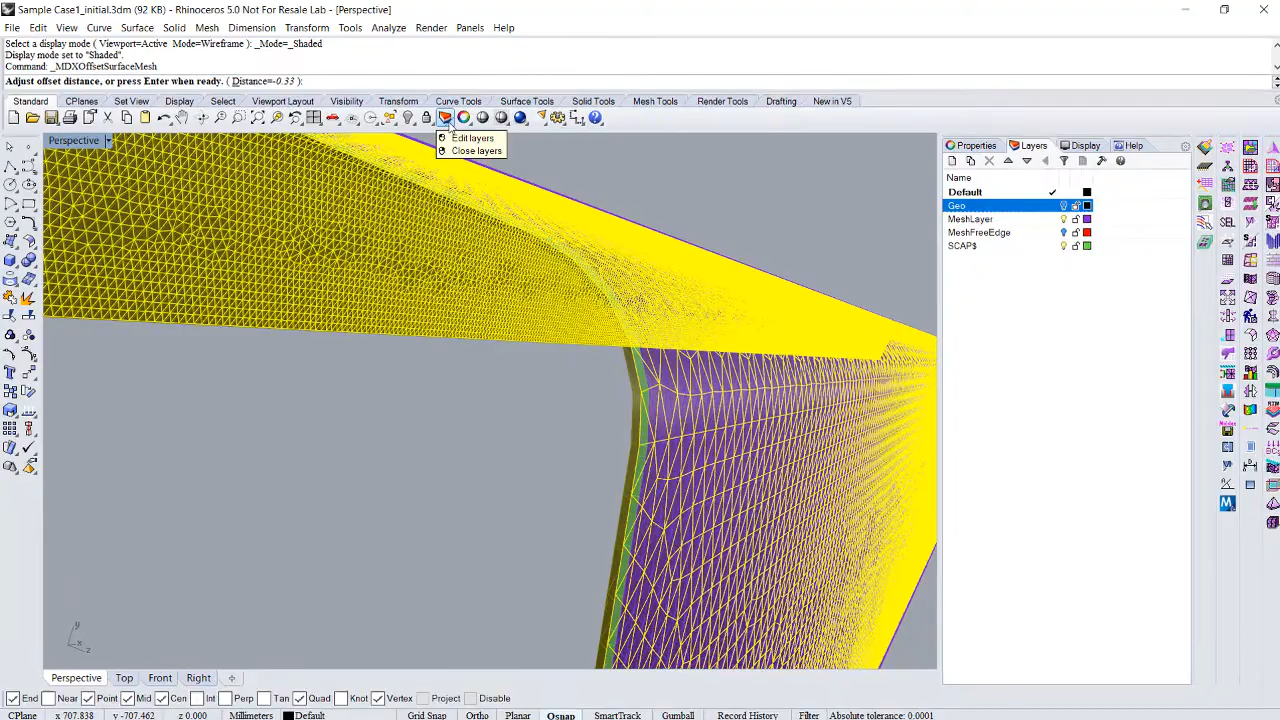 Sample Case1_initial.3dm (92 KB) - Rhinoceros 5.0 Not For Resale Lab - [Perspective]
File Edit View Curve Surface Solid Mesh Dimension Transform Tools Analyze Render Panels Help
Select a display mode ( Viewport=Active Mode=Wireframe ): _Mode=_Shaded
Display mode set to "Shaded".
Command: _MDXOffsetSurfaceMesh
Adjust offset distance, or press Enter when ready. ( Distance=-0.33 ):
Standard CPlanes Set View Display Select Viewport Layout Visibility Transform Curve Tools Surface Tools Solid Tools Mesh Tools Render Tools Drafting New in V5
Perspective
Edit layers
Close layers
Properties Layers Display Help
Name
Default
Geo
MeshLayer
MeshFreeEdge
SCAP$
y
x
z
Perspective Top Front Right
End Near Point Mid Cen Int Perp Tan Quad Knot Vertex Project Disable
CPlane x 707.838 y -707.462 z 0.000 Millimeters Default Grid Snap Ortho Planar Osnap SmartTrack Gumball Record History Filter Absolute tolerance: 0.0001